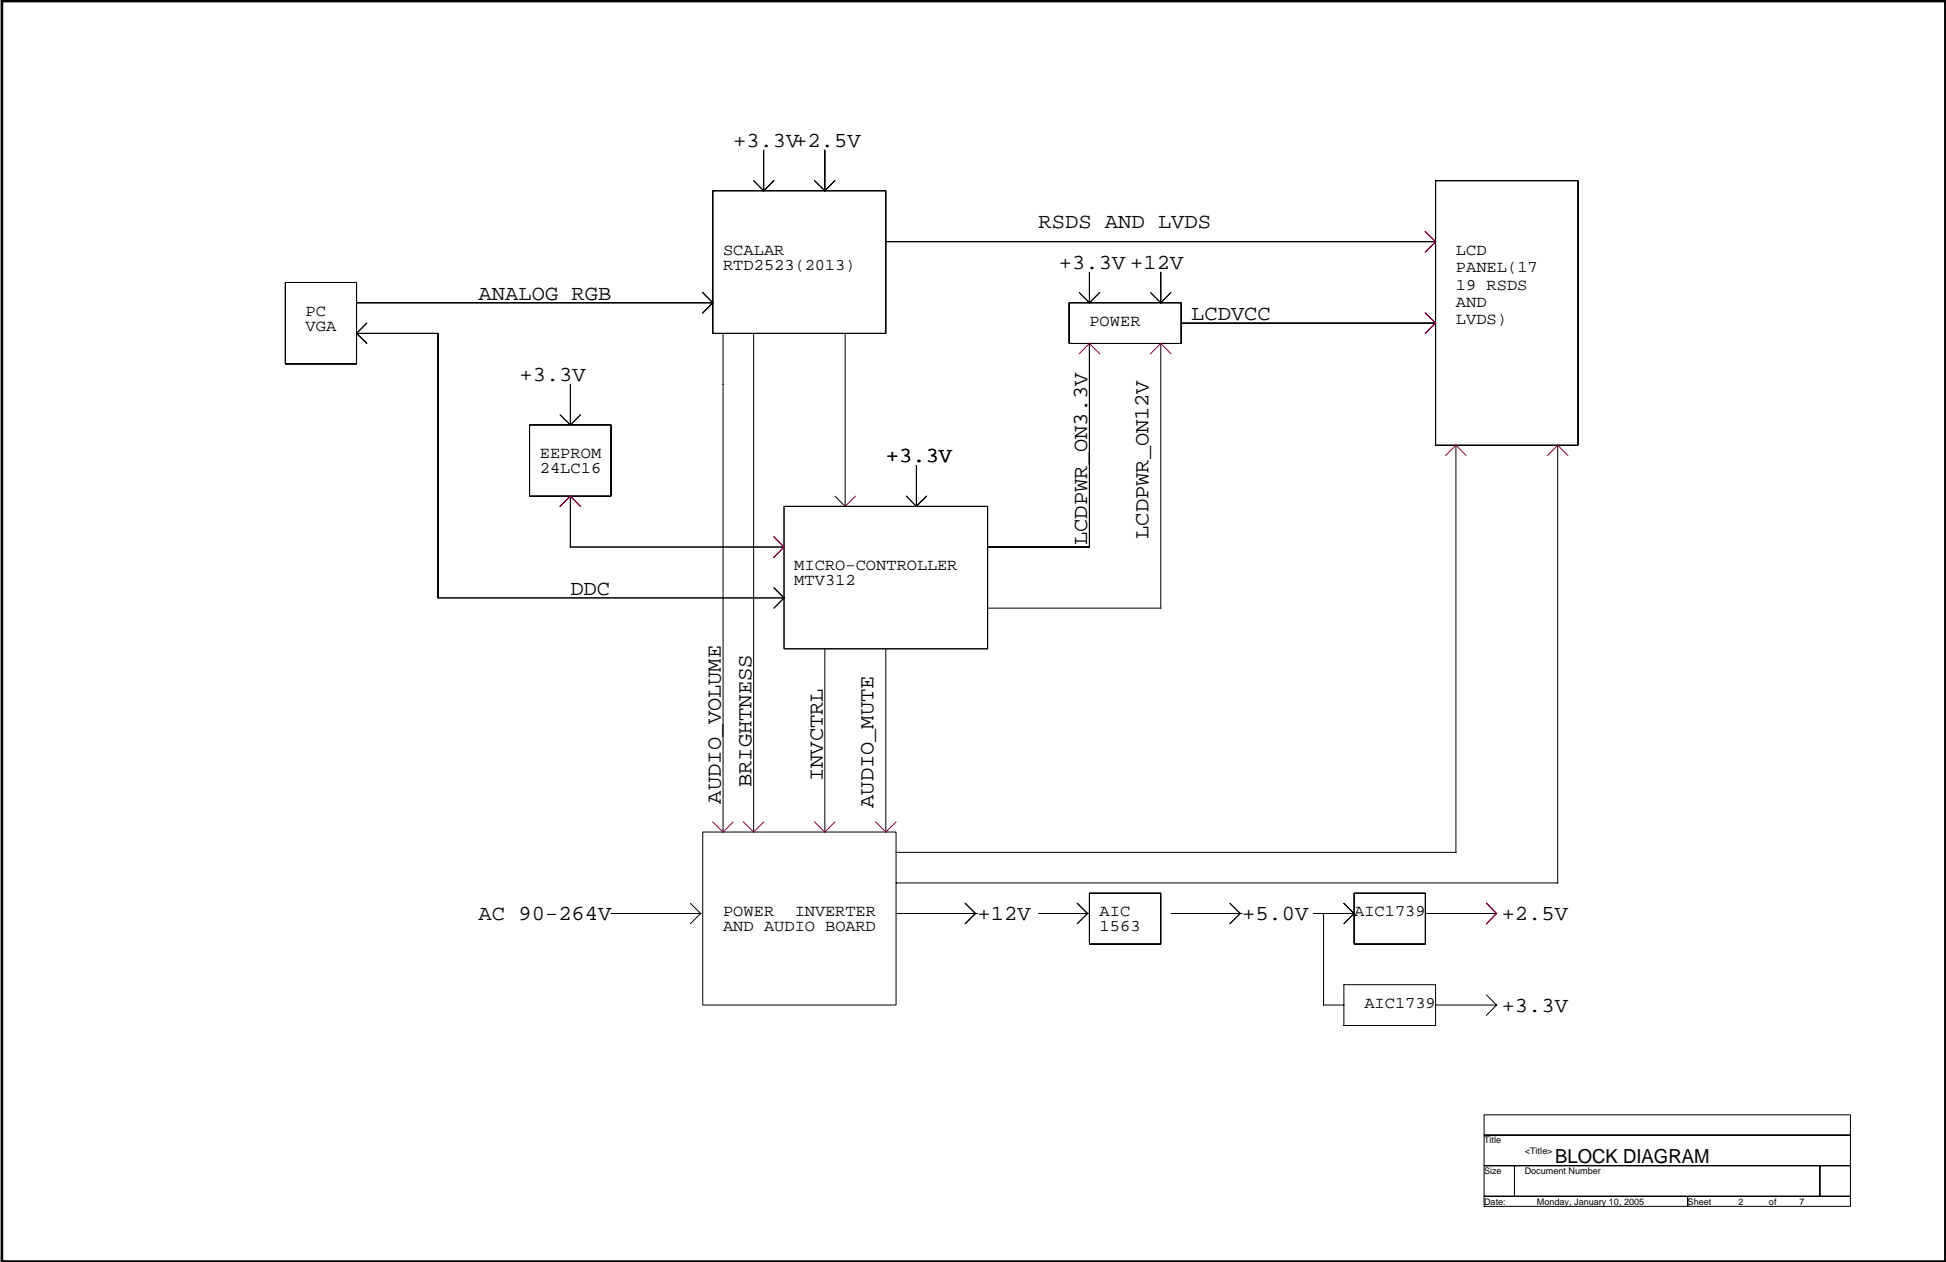 +3.3V+2.5V
SCALAR
RTD2523(2013)
RSDS AND LVDS
LCD
PANEL(17
19 RSDS
AND
LVDS)
+3.3V +12V
POWER
LCDVCC
ANALOG RGB
PC
VGA
+3.3V
EEPROM
24LC16
+3.3V
LCDPWR_ON3.3V
LCDPWR_ON12V
MICRO-CONTROLLER
MTV312
DDC
AUDIO_VOLUME
BRIGHTNESS
INVCTRL
AUDIO_MUTE
AC 90-264V
POWER INVERTER
AND AUDIO BOARD
+12V
AIC
1563
+5.0V
AIC1739
+2.5V
AIC1739
+3.3V
Title
<Title> BLOCK DIAGRAM
Size Document Number
Date: Monday, January 10, 2005 Sheet 2 of 7